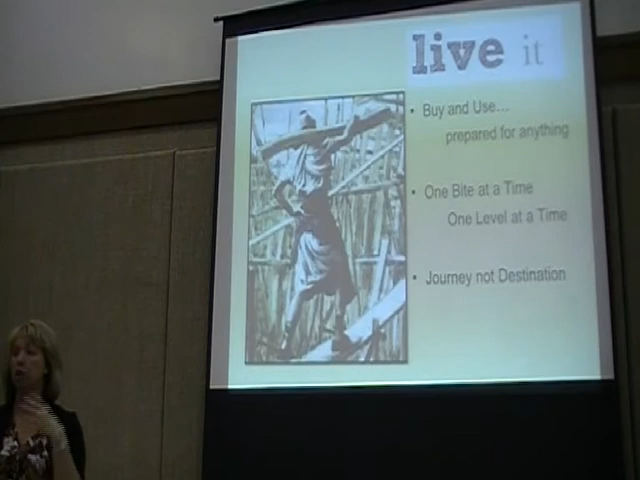 live it
• Buy and Use...
prepared for anything
• One Bite at a Time
One Level at a Time
• Journey not Destination